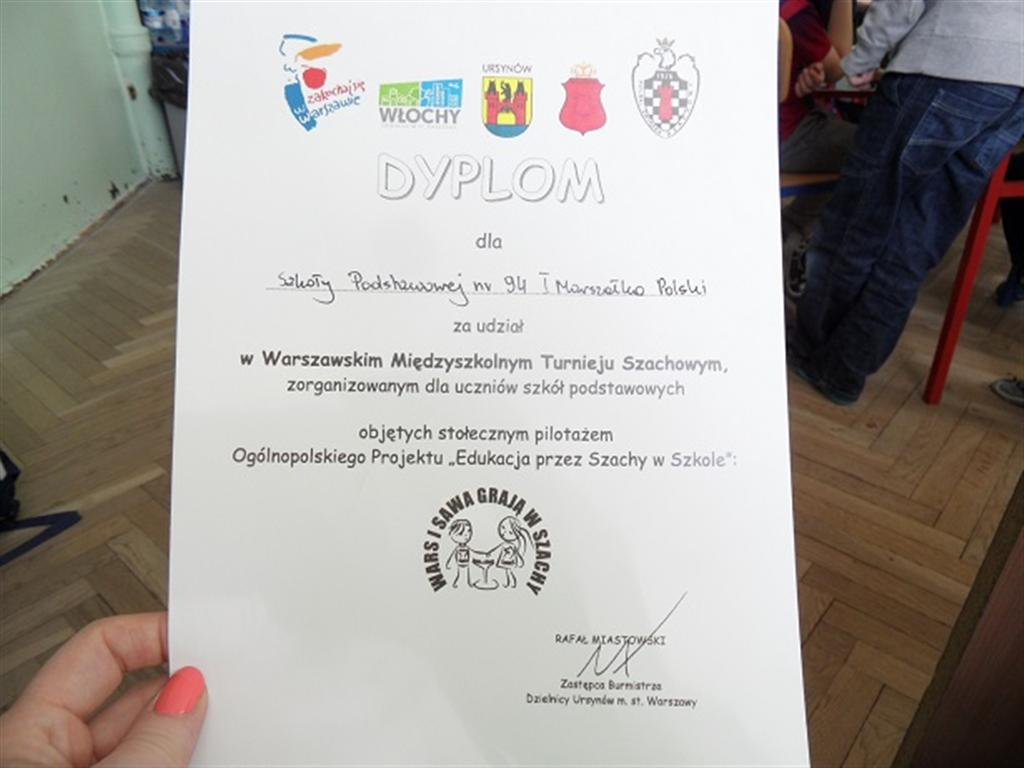 zakochaj się
w Warszawie
WŁOCHY
URSYNÓW
1926
DYPLOM
dla
Szkoły Podstawowej nr 94 I Marszałka Polski
za udział
w Warszawskim Międzyszkolnym Turnieju Szachowym,
zorganizowanym dla uczniów szkół podstawowych
objętych stołecznym pilotażem
Ogólnopolskiego Projektu „Edukacja przez Szachy w Szkole":
WARS I SAWA GRAJĄ W SZACHY
RAFAŁ MIASTOWSKI
Zastępca Burmistrza
Dzielnicy Ursynów m. st. Warszawy